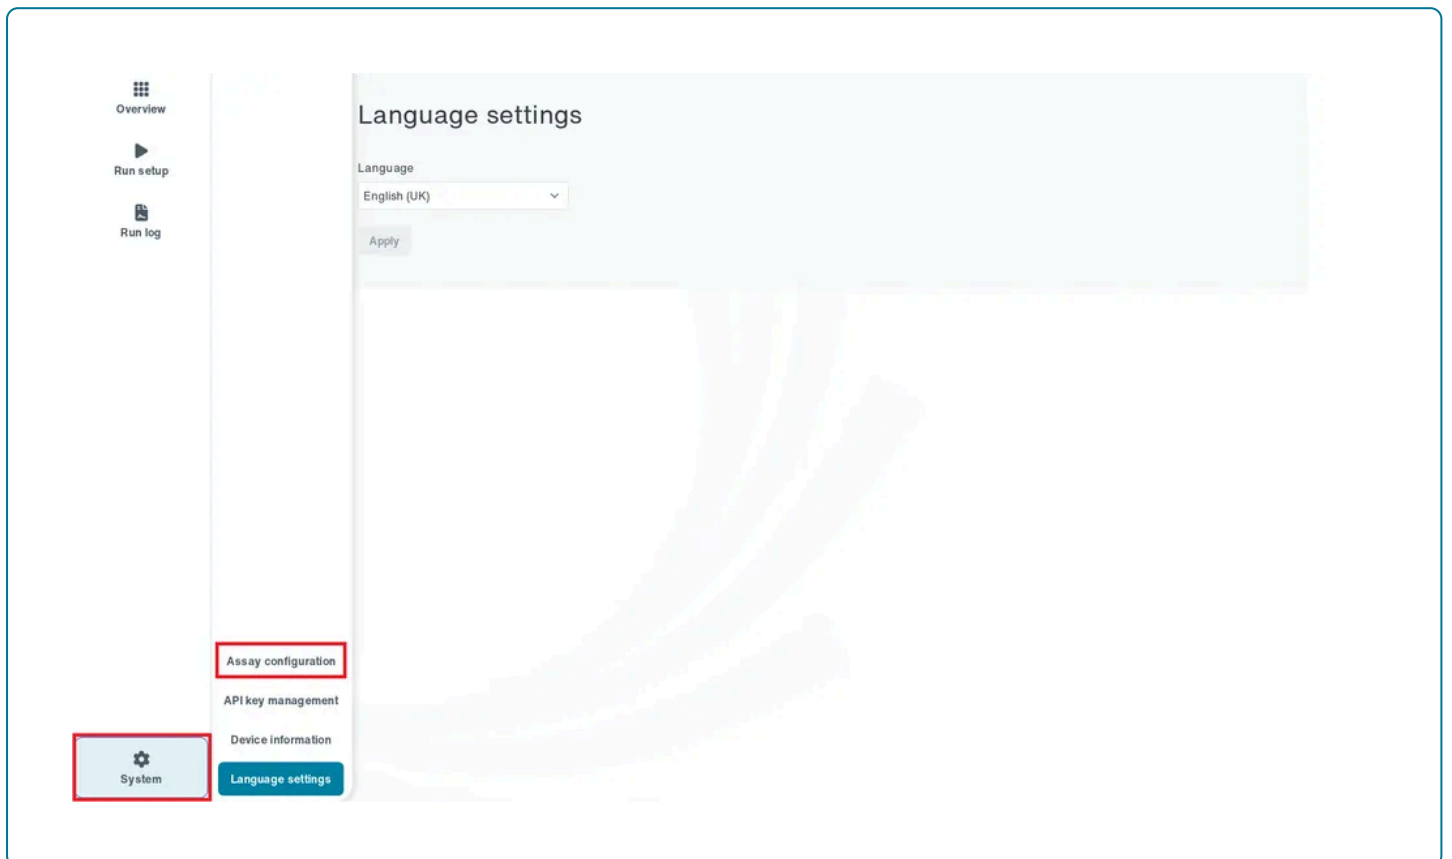 Overview
Run setup
Run log
Language settings
Language
English (UK)
Apply
Assay configuration
API key management
Device information
Language settings
System